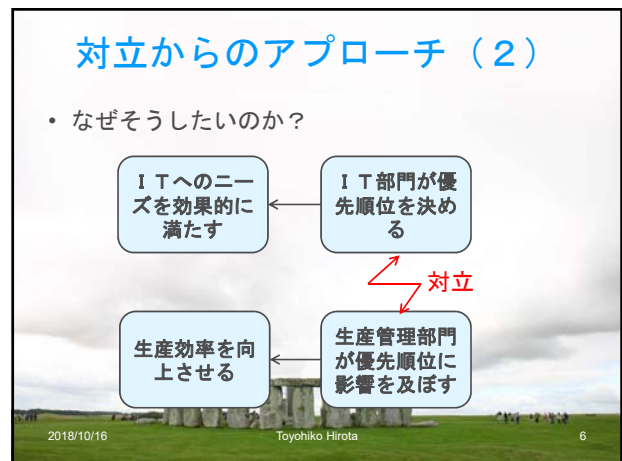 対立からのアプローチ（２）
• なぜそうしたいのか？
ＩＴへのニー
ズを効果的に
満たす
ＩＴ部門が優
先順位を決め
る
対立
生産効率を向
上させる
生産管理部門
が優先順位に
影響を及ぼす
2018/10/16
Toyohiko Hirota
6